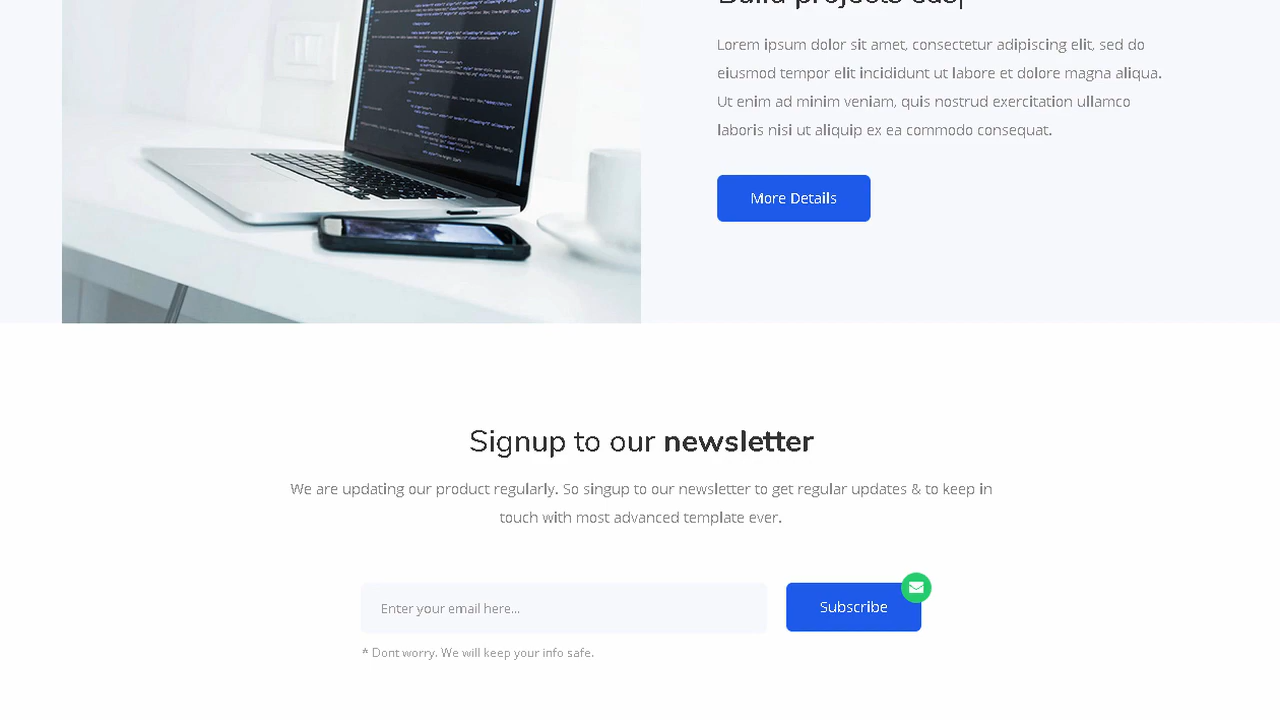 Build projects eas|
Lorem ipsum dolor sit amet, consectetur adipiscing elit, sed do
eiusmod tempor elit incididunt ut labore et dolore magna aliqua.
Ut enim ad minim veniam, quis nostrud exercitation ullamco
laboris nisi ut aliquip ex ea commodo consequat.
More Details
Signup to our newsletter
We are updating our product regularly. So singup to our newsletter to get regular updates & to keep in
touch with most advanced template ever.
Enter your email here...
Subscribe
* Dont worry. We will keep your info safe.